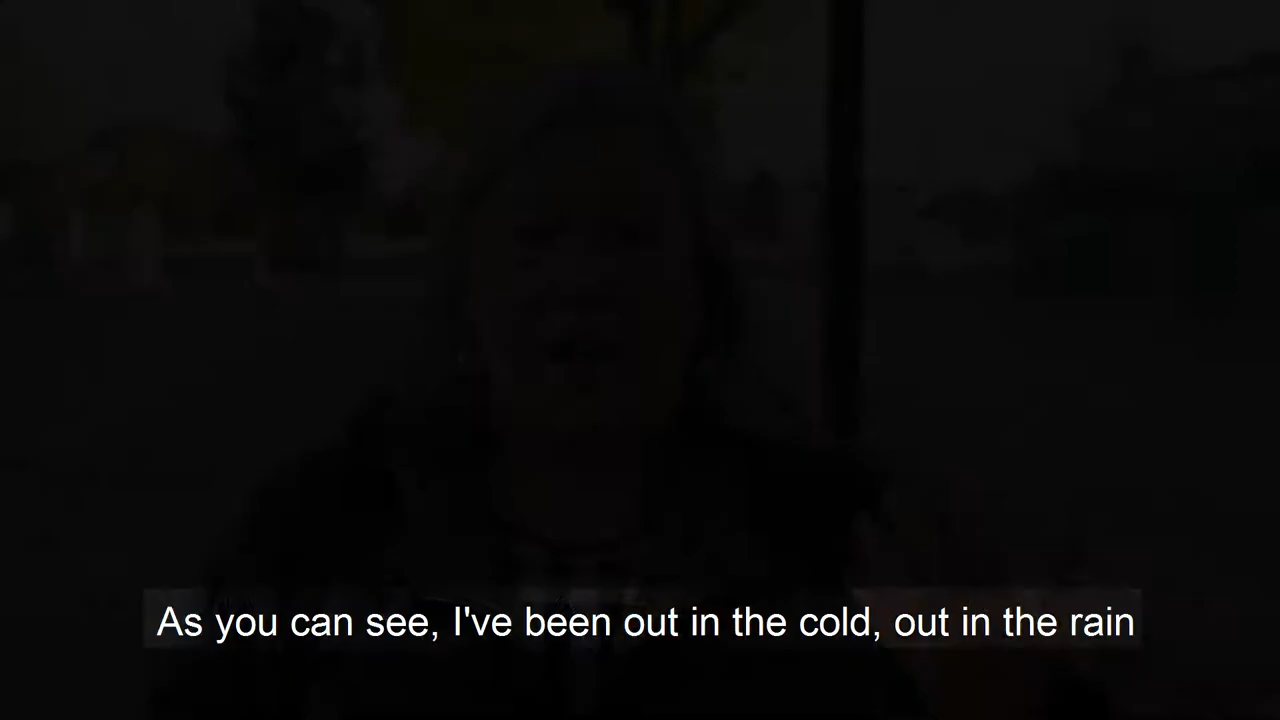 As you can see, I've been out in the cold, out in the rain